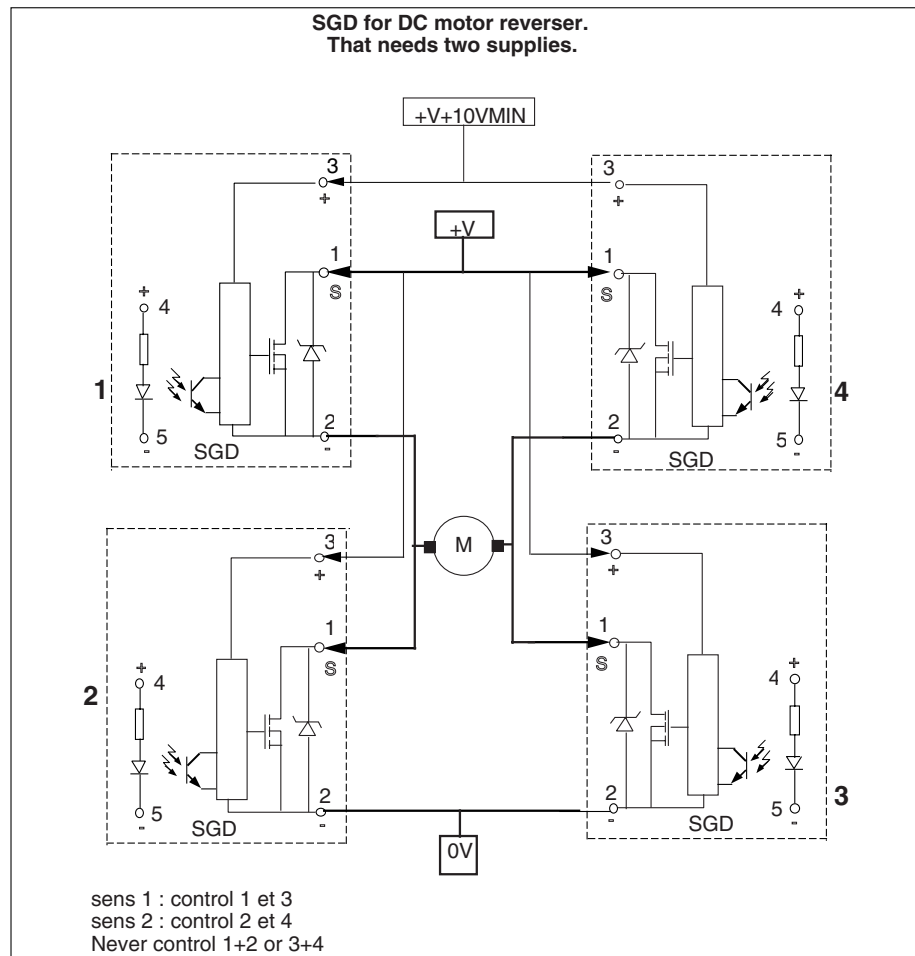 SGD for DC motor reverser.
That needs two supplies.
+V+10VMIN
3
+
3
+
+V
1
S
1
S
+
4
+
4
1
4
5
-
2
-
SGD
2
-
SGD
5
-
M
3
+
3
+
1
S
1
S
2
+
4
+
4
5
-
2
-
SGD
2
-
SGD
5
-
3
0V
sens 1 : control 1 et 3
sens 2 : control 2 et 4
Never control 1+2 or 3+4